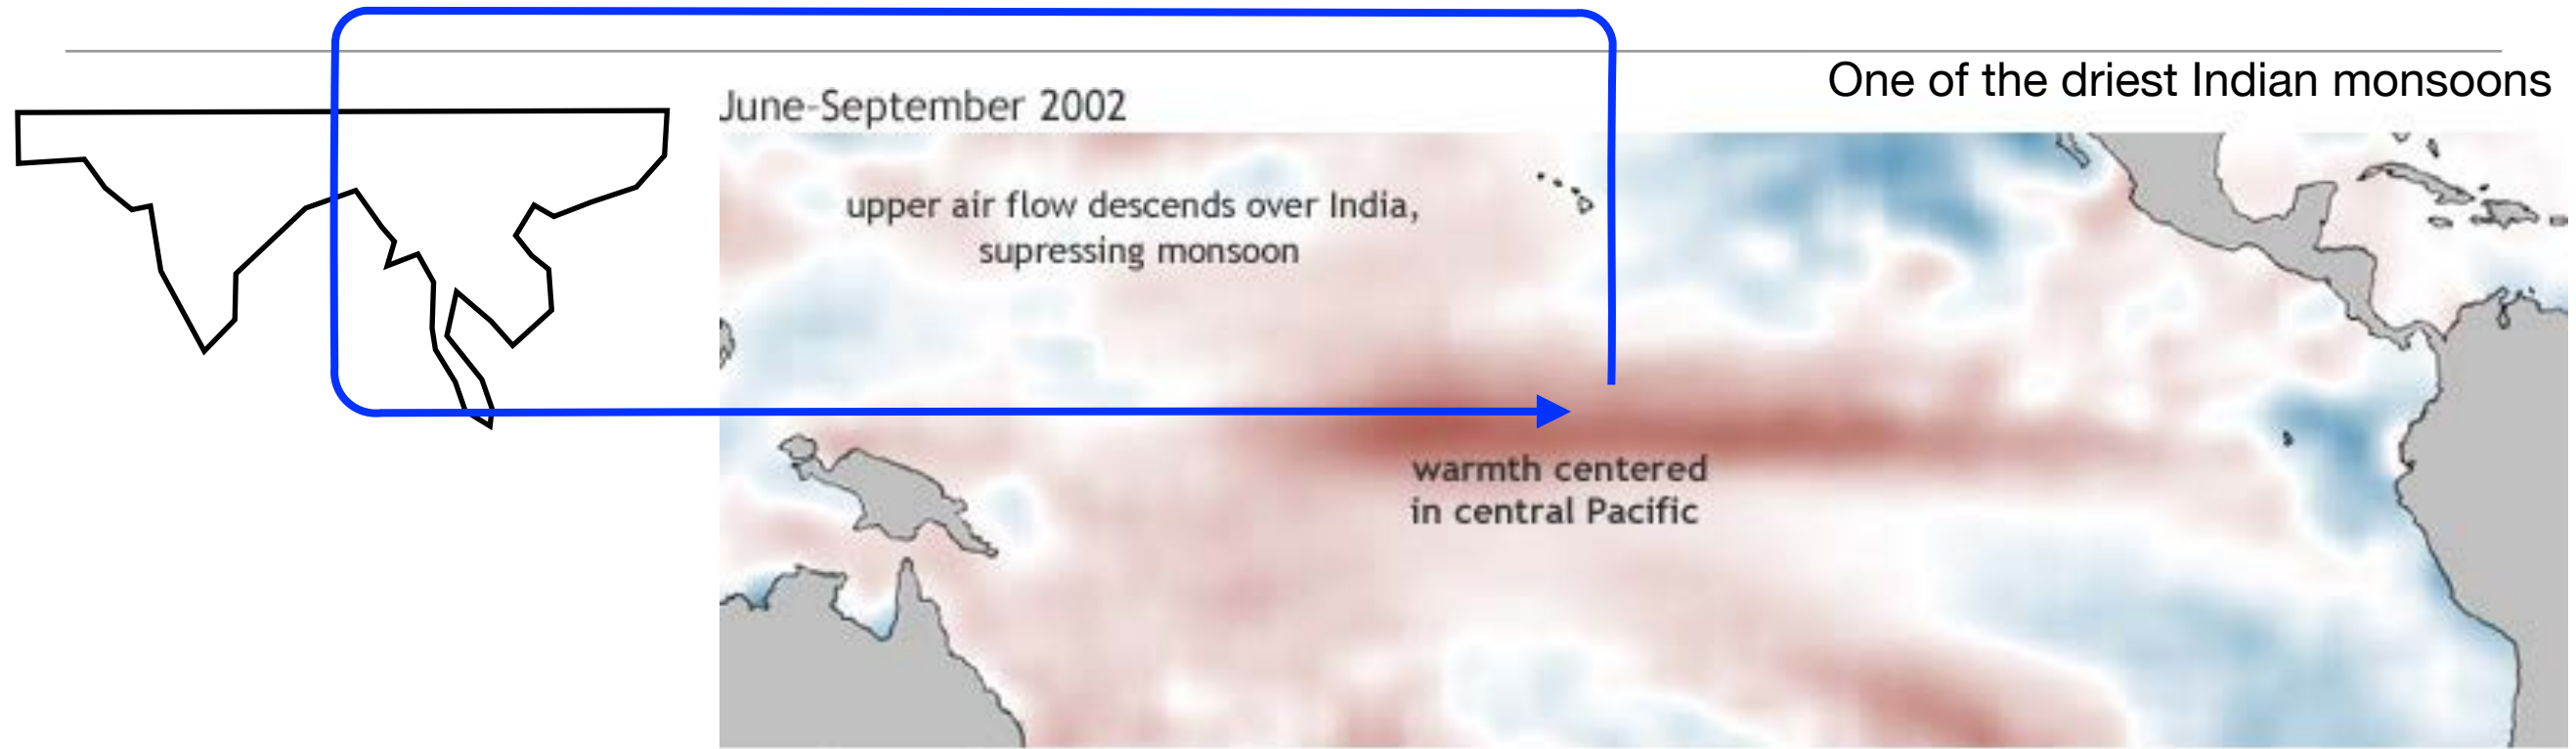 One of the driest Indian monsoons
June-September 2002
upper air flow descends over India,
supressing monsoon
warmth centered
in central Pacific